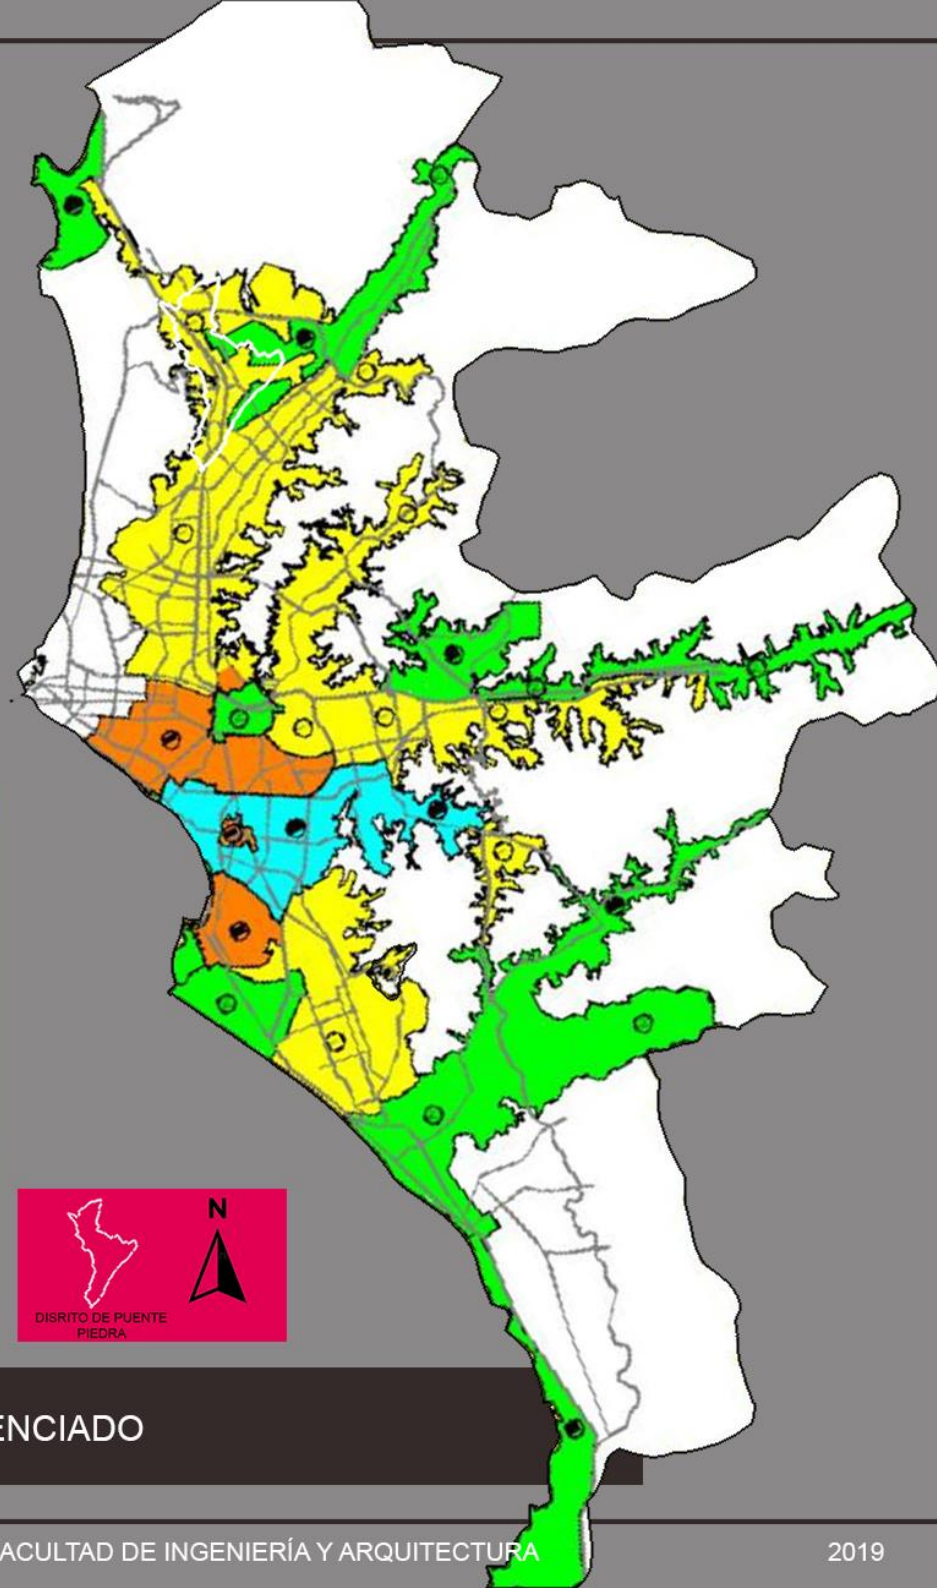 N
DISRITO DE PUENTE
PIEDRA
ENCIADO
ACULTAD DE INGENIERÍA Y ARQUITECTURA
2019